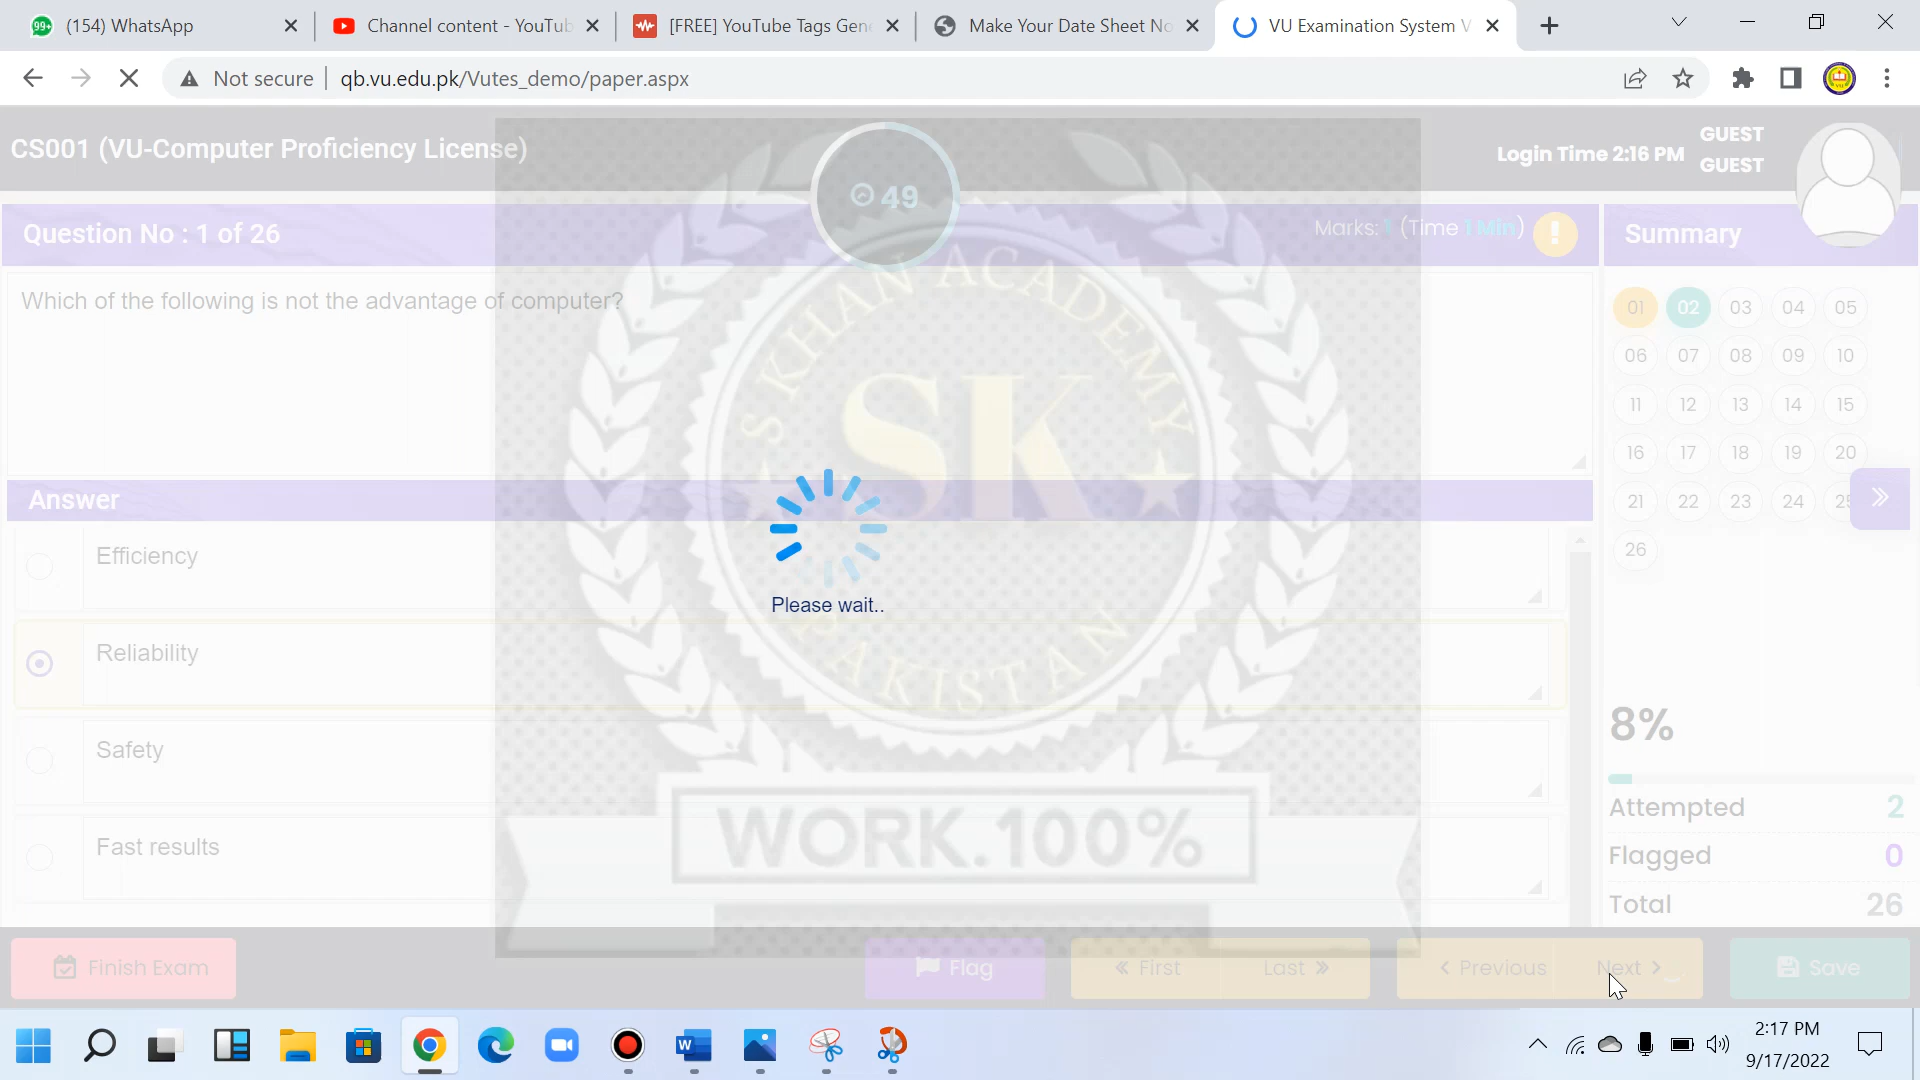 (154) WhatsApp
Channel content - YouTub
[FREE] YouTube Tags Gen
Make Your Date Sheet No
VU Examination System V
Not secure
qb.vu.edu.pk/Vutes_demo/paper.aspx
CS001 (VU-Computer Proficiency License)
49
Login Time 2:16 PM
GUEST
GUEST
Question No : 1 of 26
Marks: 1 (Time 1 Min)
Summary
Which of the following is not the advantage of computer?
01 02 03 04 05
06 07 08 09 10
11 12 13 14 15
16 17 18 19 20
21 22 23 24 25
26
S KHAN ACADEMY
SK
PAKISTAN
WORK.100%
Answer
Efficiency
Reliability
Safety
Fast results
Please wait..
8%
Attempted 2
Flagged 0
Total 26
Finish Exam
Flag
« First
Last »
< Previous
Next >
Save
99+
2:17 PM
9/17/2022